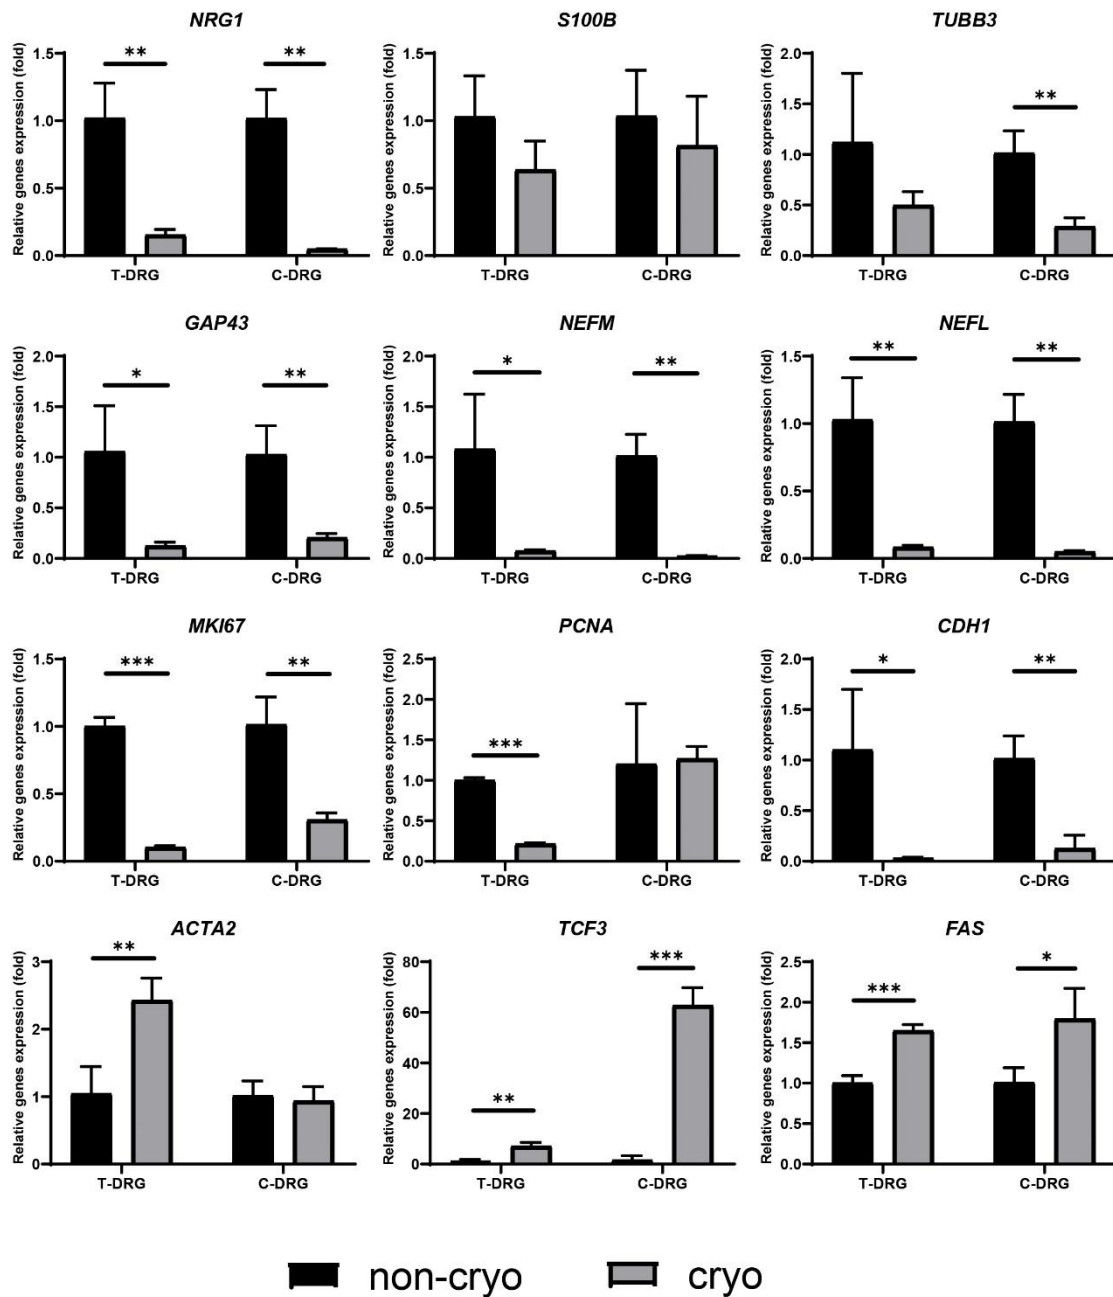 NRG1
Relative genes expression (fold)
1.5
1.0
0.5
0.0
**
**
T-DRG
C-DRG
S100B
Relative genes expression (fold)
1.5
1.0
0.5
0.0
T-DRG
C-DRG
TUBB3
Relative genes expression (fold)
2.0
1.5
1.0
0.5
0.0
**
T-DRG
C-DRG
GAP43
Relative genes expression (fold)
2.0
1.5
1.0
0.5
0.0
*
**
T-DRG
C-DRG
NEFM
Relative genes expression (fold)
2.0
1.5
1.0
0.5
0.0
*
**
T-DRG
C-DRG
NEFL
Relative genes expression (fold)
1.5
1.0
0.5
0.0
**
**
T-DRG
C-DRG
MKI67
Relative genes expression (fold)
1.5
1.0
0.5
0.0
***
**
T-DRG
C-DRG
PCNA
Relative genes expression (fold)
2.5
2.0
1.5
1.0
0.5
0.0
***
T-DRG
C-DRG
CDH1
Relative genes expression (fold)
2.0
1.5
1.0
0.5
0.0
*
**
T-DRG
C-DRG
ACTA2
Relative genes expression (fold)
3
2
1
0
**
T-DRG
C-DRG
TCF3
Relative genes expression (fold)
80
60
40
20
0
**
***
T-DRG
C-DRG
FAS
Relative genes expression (fold)
2.5
2.0
1.5
1.0
0.5
0.0
***
*
T-DRG
C-DRG
non-cryo
cryo